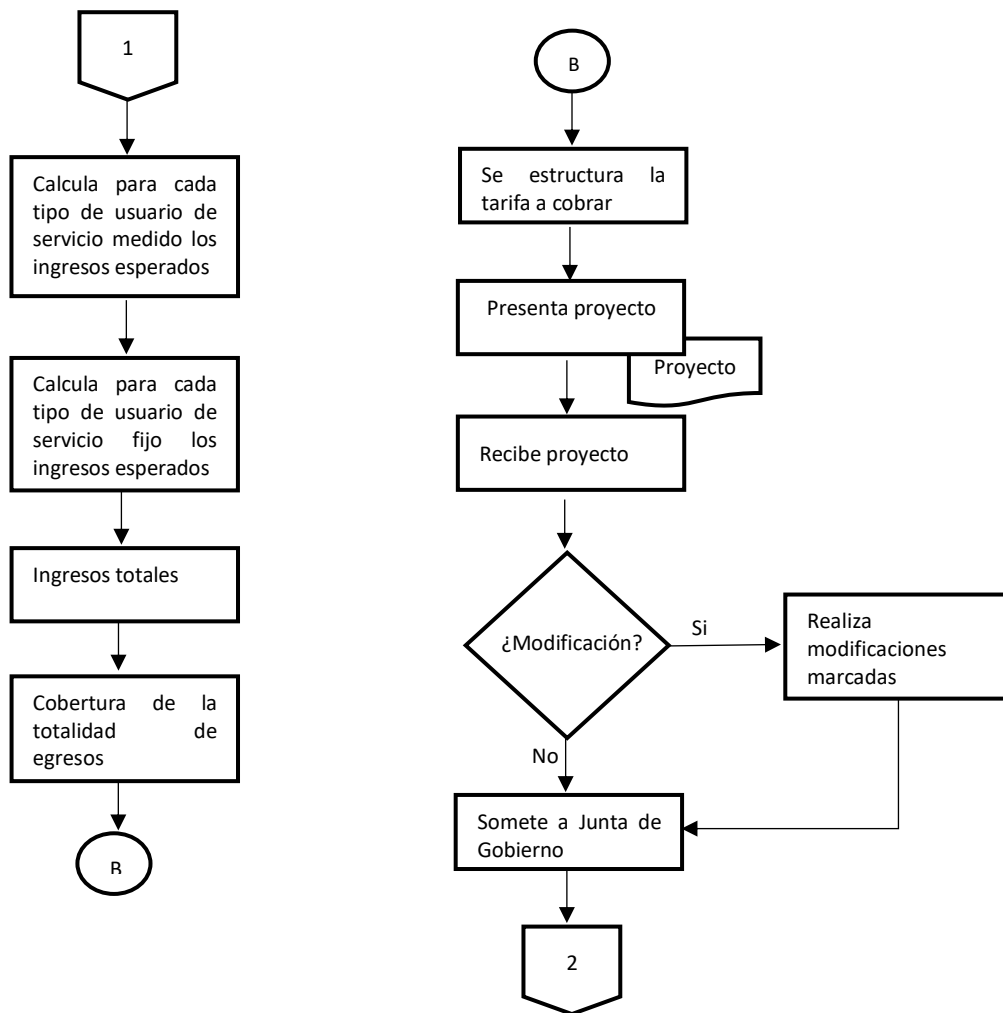 1
Calcula para cada
tipo de usuario de
servicio medido los
ingresos esperados
Calcula para cada
tipo de usuario de
servicio fijo los
ingresos esperados
Ingresos totales
Cobertura de la
totalidad de
egresos
B
B
Se estructura la
tarifa a cobrar
Presenta proyecto
Proyecto
Recibe proyecto
¿Modificación?
Si
Realiza
modificaciones
marcadas
No
Somete a Junta de
Gobierno
2